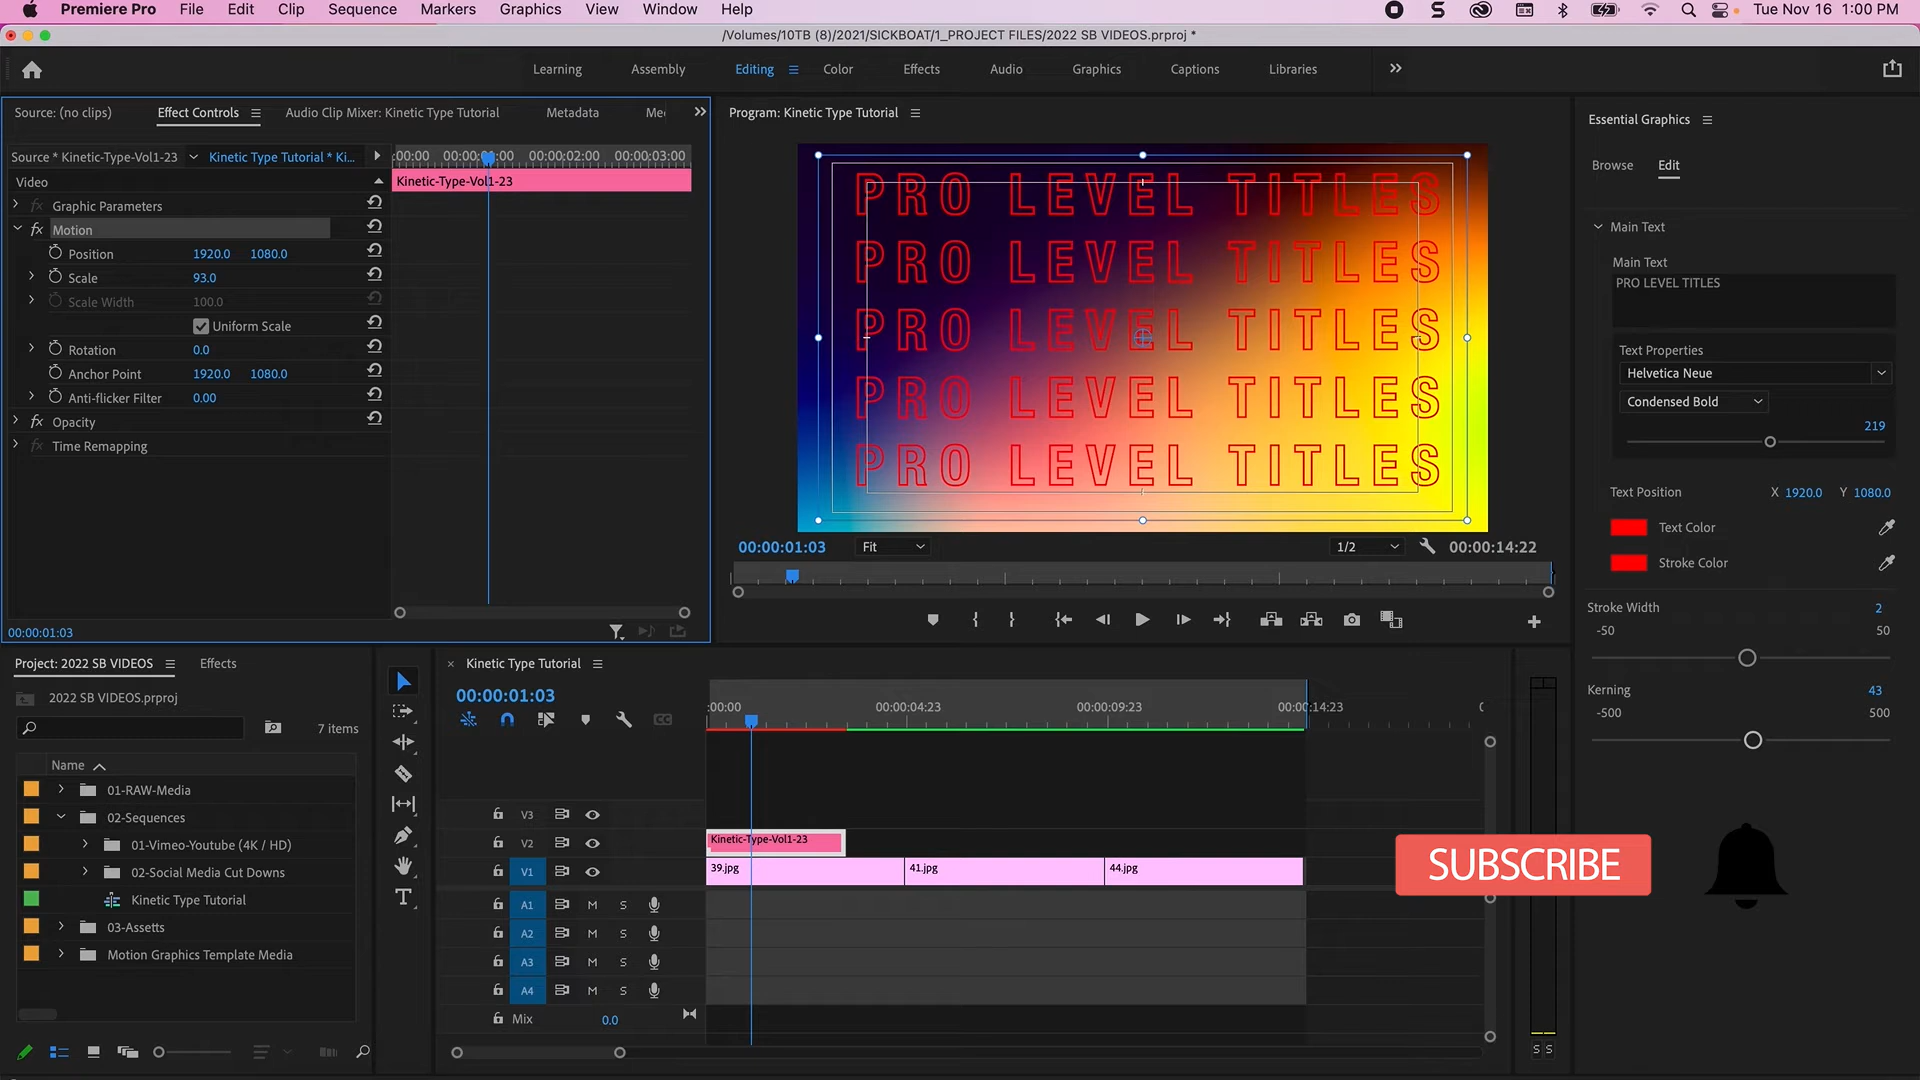 Premiere Pro File Edit Clip Sequence Markers Graphics View Window Help Tue Nov 16 1:00 PM
/Volumes/10TB (8)/2021/SICKBOAT/1_PROJECT FILES/2022 SB VIDEOS.prproj *
Learning Assembly Editing Color Effects Audio Graphics Captions Libraries
Source: (no clips) Effect Controls Audio Clip Mixer: Kinetic Type Tutorial Metadata
Source * Kinetic-Type-Vol1-23 Kinetic Type Tutorial * Ki...
:00:00 00:00:02:00 00:00:03:00
Video
Kinetic-Type-Vol1-23
fx Graphic Parameters
fx Motion
Position 1920.0 1080.0
Scale 93.0
Scale Width 100.0
Uniform Scale
Rotation 0.0
Anchor Point 1920.0 1080.0
Anti-flicker Filter 0.00
fx Opacity
fx Time Remapping
00:00:01:03
Program: Kinetic Type Tutorial
PRO LEVEL TITLES
PRO LEVEL TITLES
PRO LEVEL TITLES
PRO LEVEL TITLES
PRO LEVEL TITLES
00:00:01:03 Fit 1/2 00:00:14:22
Essential Graphics
Browse Edit
Main Text
Main Text
PRO LEVEL TITLES
Text Properties
Helvetica Neue
Condensed Bold
219
Text Position X 1920.0 Y 1080.0
Text Color
Stroke Color
Stroke Width 2
-50 50
Kerning 43
-500 500
Project: 2022 SB VIDEOS Effects
2022 SB VIDEOS.prproj
7 items
Name
01-RAW-Media
02-Sequences
01-Vimeo-Youtube (4K / HD)
02-Social Media Cut Downs
Kinetic Type Tutorial
03-Assetts
Motion Graphics Template Media
Kinetic Type Tutorial
00:00:01:03
:00:00 00:00:04:23 00:00:09:23 00:00:14:23
V3
V2 Kinetic-Type-Vol1-23
V1 39.jpg 41.jpg 44.jpg
A1 M S
A2 M S
A3 M S
A4 M S
Mix 0.0
S S
SUBSCRIBE